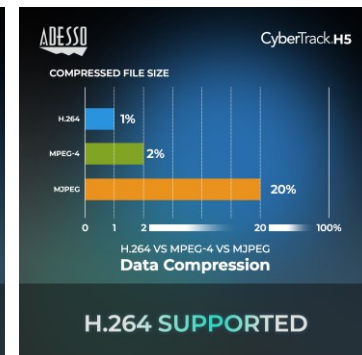 ADESSO CyberTrack H5
COMPRESSED FILE SIZE
H.264 1%
MPEG-4 2%
MJPEG 20%
0 1 2 20 100%
H.264 VS MPEG-4 VS MJPEG
Data Compression
H.264 SUPPORTED